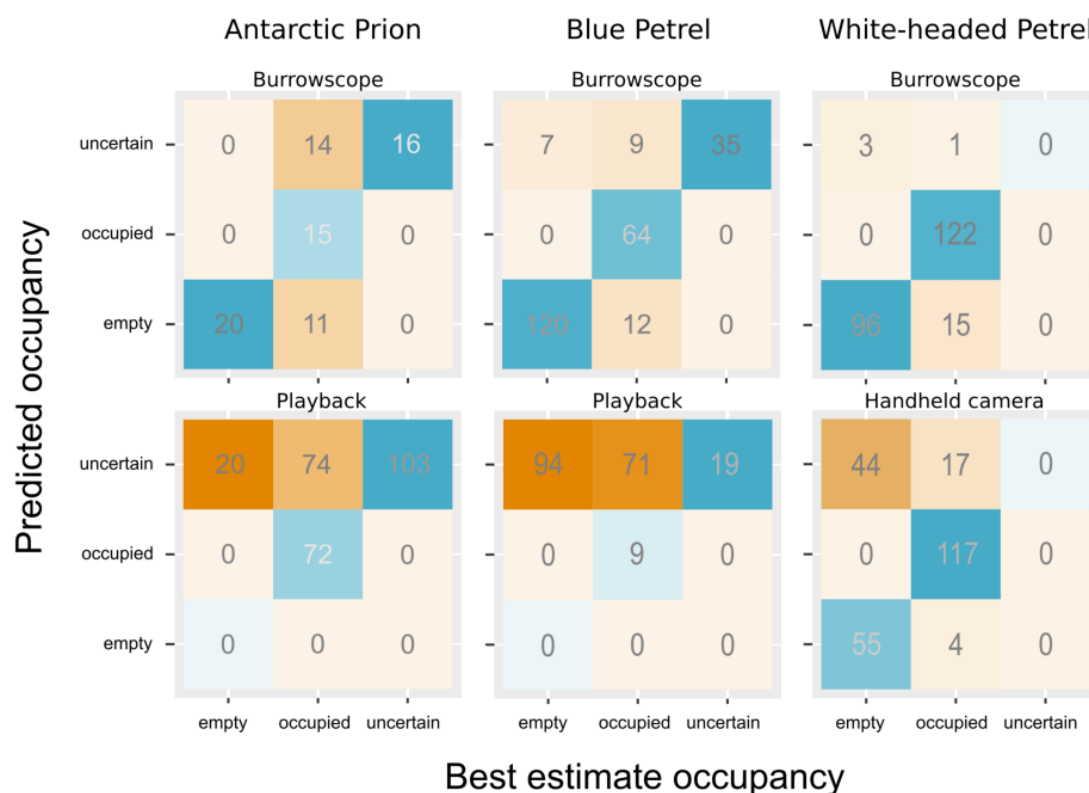 Antarctic Prion Blue Petrel White-headed Petrel
Burrowscope Burrowscope Burrowscope
uncertain 0 14 16 7 9 35 3 1 0
occupied 0 15 0 0 64 0 0 122 0
empty 20 11 0 120 12 0 96 15 0
Predicted occupancy
Playback Playback Handheld camera
uncertain 20 74 103 94 71 19 44 17 0
occupied 0 72 0 0 9 0 0 117 0
empty 0 0 0 0 0 0 55 4 0
empty occupied uncertain empty occupied uncertain empty occupied uncertain
Best estimate occupancy